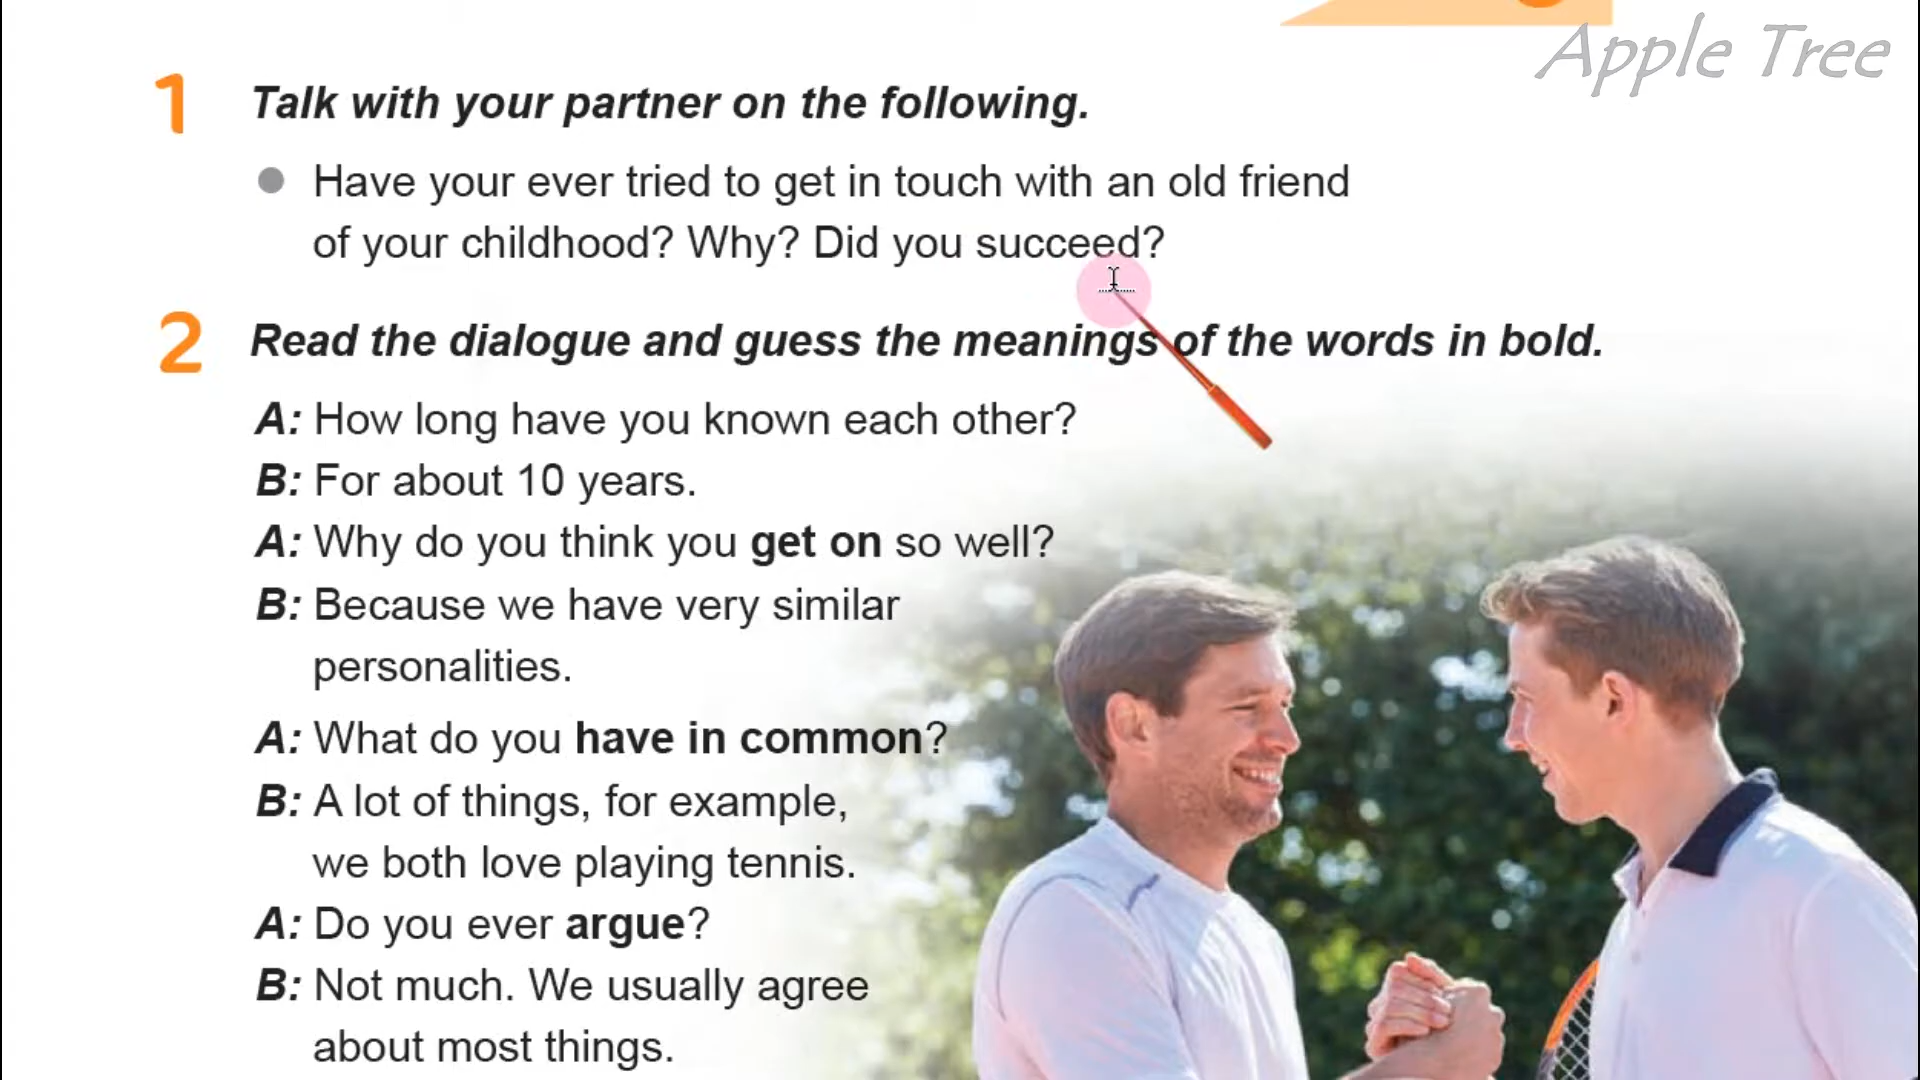 Apple Tree
1 Talk with your partner on the following.
Have your ever tried to get in touch with an old friend
of your childhood? Why? Did you succeed?
2 Read the dialogue and guess the meanings of the words in bold.
A: How long have you known each other?
B: For about 10 years.
A: Why do you think you get on so well?
B: Because we have very similar
personalities.
A: What do you have in common?
B: A lot of things, for example,
we both love playing tennis.
A: Do you ever argue?
B: Not much. We usually agree
about most things.